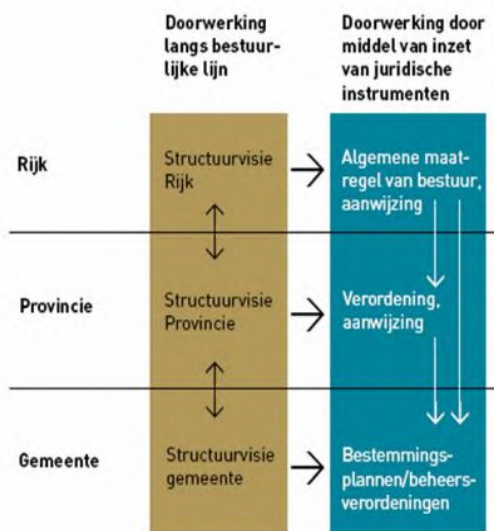 Doorwerking
langs bestuur-
lijke lijn
Doorwerking door
middel van inzet
van juridische
instrumenten
Rijk
Structuurvisie
Rijk
Algemene maat-
regel van bestuur,
aanwijzing
Provincie
Structuurvisie
Provincie
Verordening,
aanwijzing
Gemeente
Structuurvisie
gemeente
Bestemmings-
plannen/beheers-
verordeningen